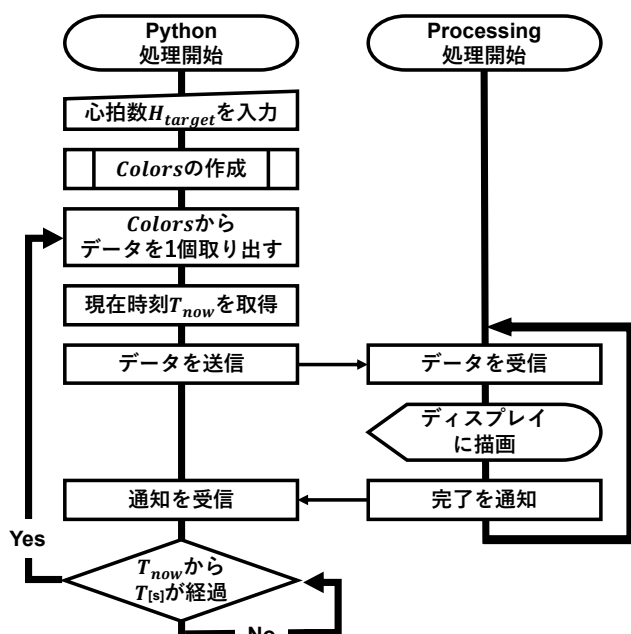 Python
処理開始
Processing
処理開始
心拍数H_targetを入力
Colorsの作成
Colorsから
データを1個取り出す
現在時刻T_nowを取得
データを送信
データを受信
ディスプレイ
に描画
通知を受信
完了を通知
Yes
T_nowから
T[s]が経過
No